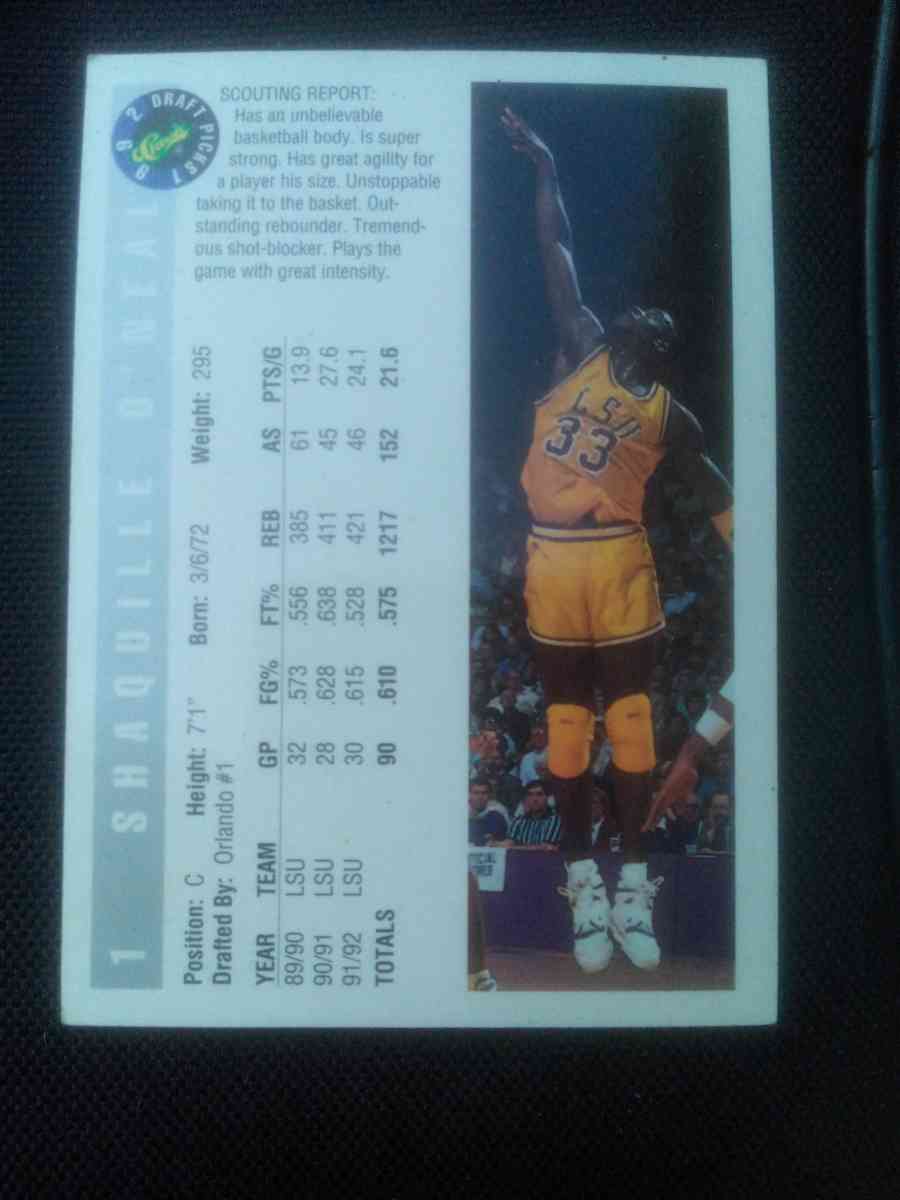 1 SHAQUILLE O'NEAL
1992 DRAFT PICKS
Classic
SCOUTING REPORT:
Has an unbelievable
basketball body. Is super
strong. Has great agility for
a player his size. Unstoppable
taking it to the basket. Out-
standing rebounder. Tremend-
ous shot-blocker. Plays the
game with great intensity.
Position: C Height: 7'1" Born: 3/6/72 Weight: 295
Drafted By: Orlando #1
YEAR TEAM GP FG% FT% REB AS PTS/G
89/90 LSU 32 .573 .556 385 61 13.9
90/91 LSU 28 .628 .638 411 45 27.6
91/92 LSU 30 .615 .528 421 46 24.1
TOTALS 90 .610 .575 1217 152 21.6
LSU
33